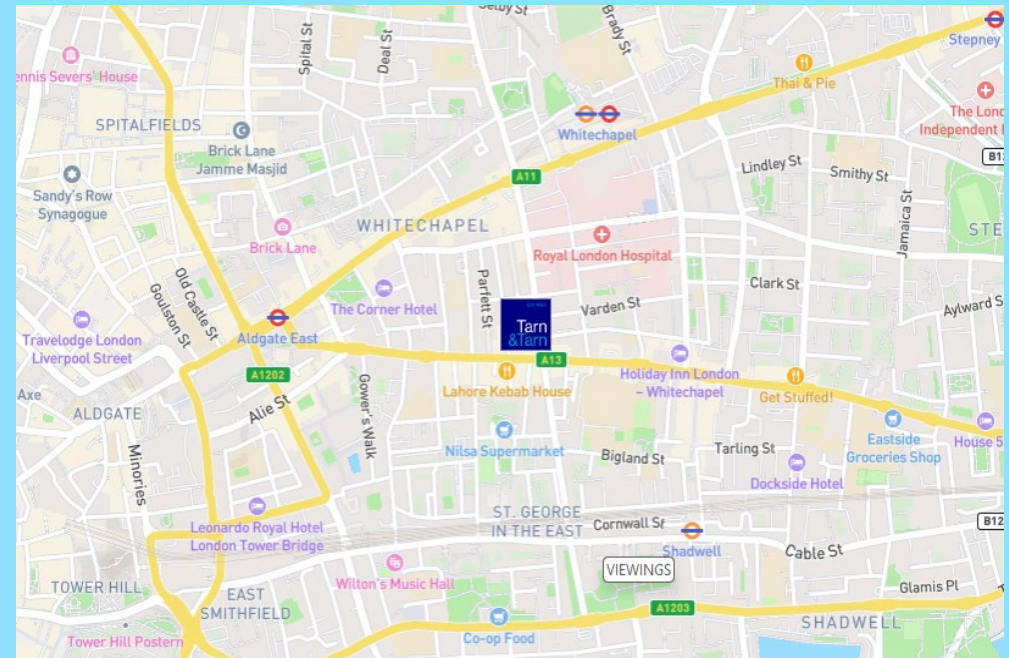 Selby St
Brady St
Spital St
Deal St
Stepney
ennis Severs' House
Thai & Pie
The Lond
Independent
SPITALFIELDS
Whitechapel
Brick Lane
Jamme Masjid
B12
Lindley St
Smithy St
A11
Sandy's Row
Synagogue
Jamaica St
WHITECHAPEL
STE
Brick Lane
Royal London Hospital
Old Castle St
Goulston St
Parfett St
Clark St
The Corner Hotel
Varden St
Aylward S
Travelodge London
Liverpool Street
Aldgate East
Tarn
&Tarn
A13
A1202
Holiday Inn London
– Whitechapel
Axe
Lahore Kebab House
Get Stuffed!
ALDGATE
Alie St
Gower's Walk
Minories
Nilsa Supermarket
Bigland St
Tarling St
Eastside
Groceries Shop
House 5
Dockside Hotel
Leonardo Royal Hotel
London Tower Bridge
ST. GEORGE
IN THE EAST
Cornwall St
B12
Shadwell
Cable St
VIEWINGS
TOWER HILL
Wilton's Music Hall
Glamis Pl
EAST
SMITHFIELD
A1203
SHADWELL
Tower Hill Postern
Co-op Food